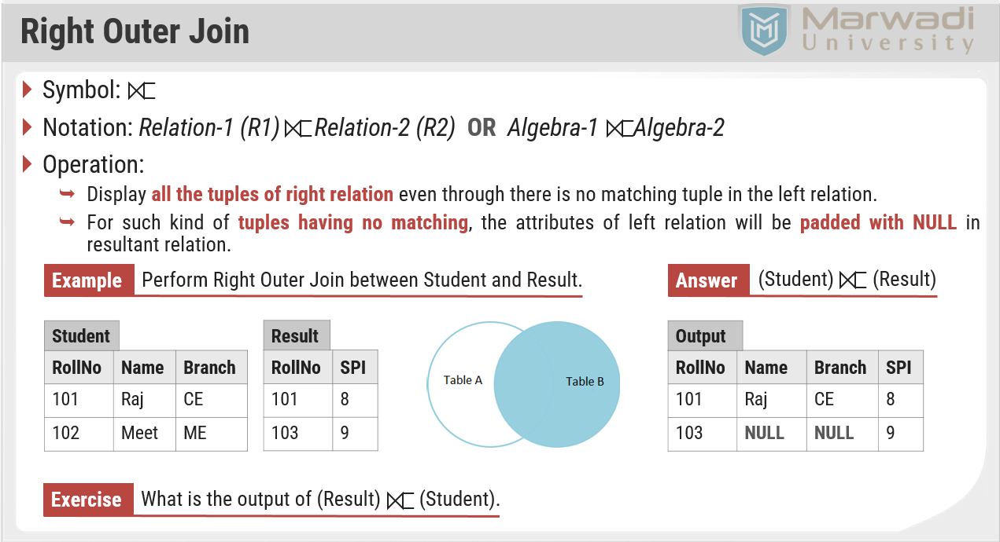 Right Outer Join
Marwadi
University
Symbol: ⟖
Notation: Relation-1 (R1) ⟖ Relation-2 (R2) OR Algebra-1 ⟖ Algebra-2
Operation:
Display all the tuples of right relation even through there is no matching tuple in the left relation.
For such kind of tuples having no matching, the attributes of left relation will be padded with NULL in
resultant relation.
Example Perform Right Outer Join between Student and Result.
Answer (Student) ⟖ (Result)
Student
RollNo Name Branch
101 Raj CE
102 Meet ME
Result
RollNo SPI
101 8
103 9
Table A
Table B
Output
RollNo Name Branch SPI
101 Raj CE 8
103 NULL NULL 9
Exercise What is the output of (Result) ⟖ (Student).